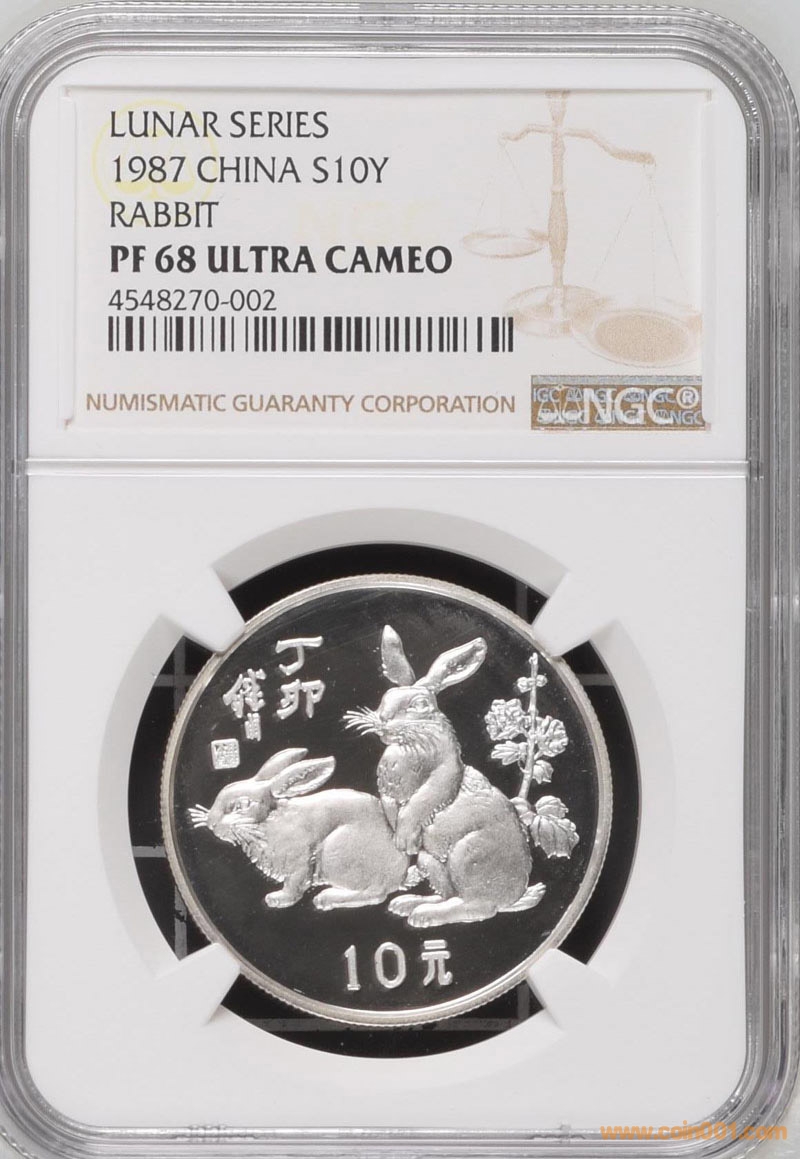 LUNAR SERIES
1987 CHINA S10Y
RABBIT
PF 68 ULTRA CAMEO
4548270-002
NUMISMATIC GUARANTY CORPORATION
NGC®
丁卯
10元
www.coin001.com